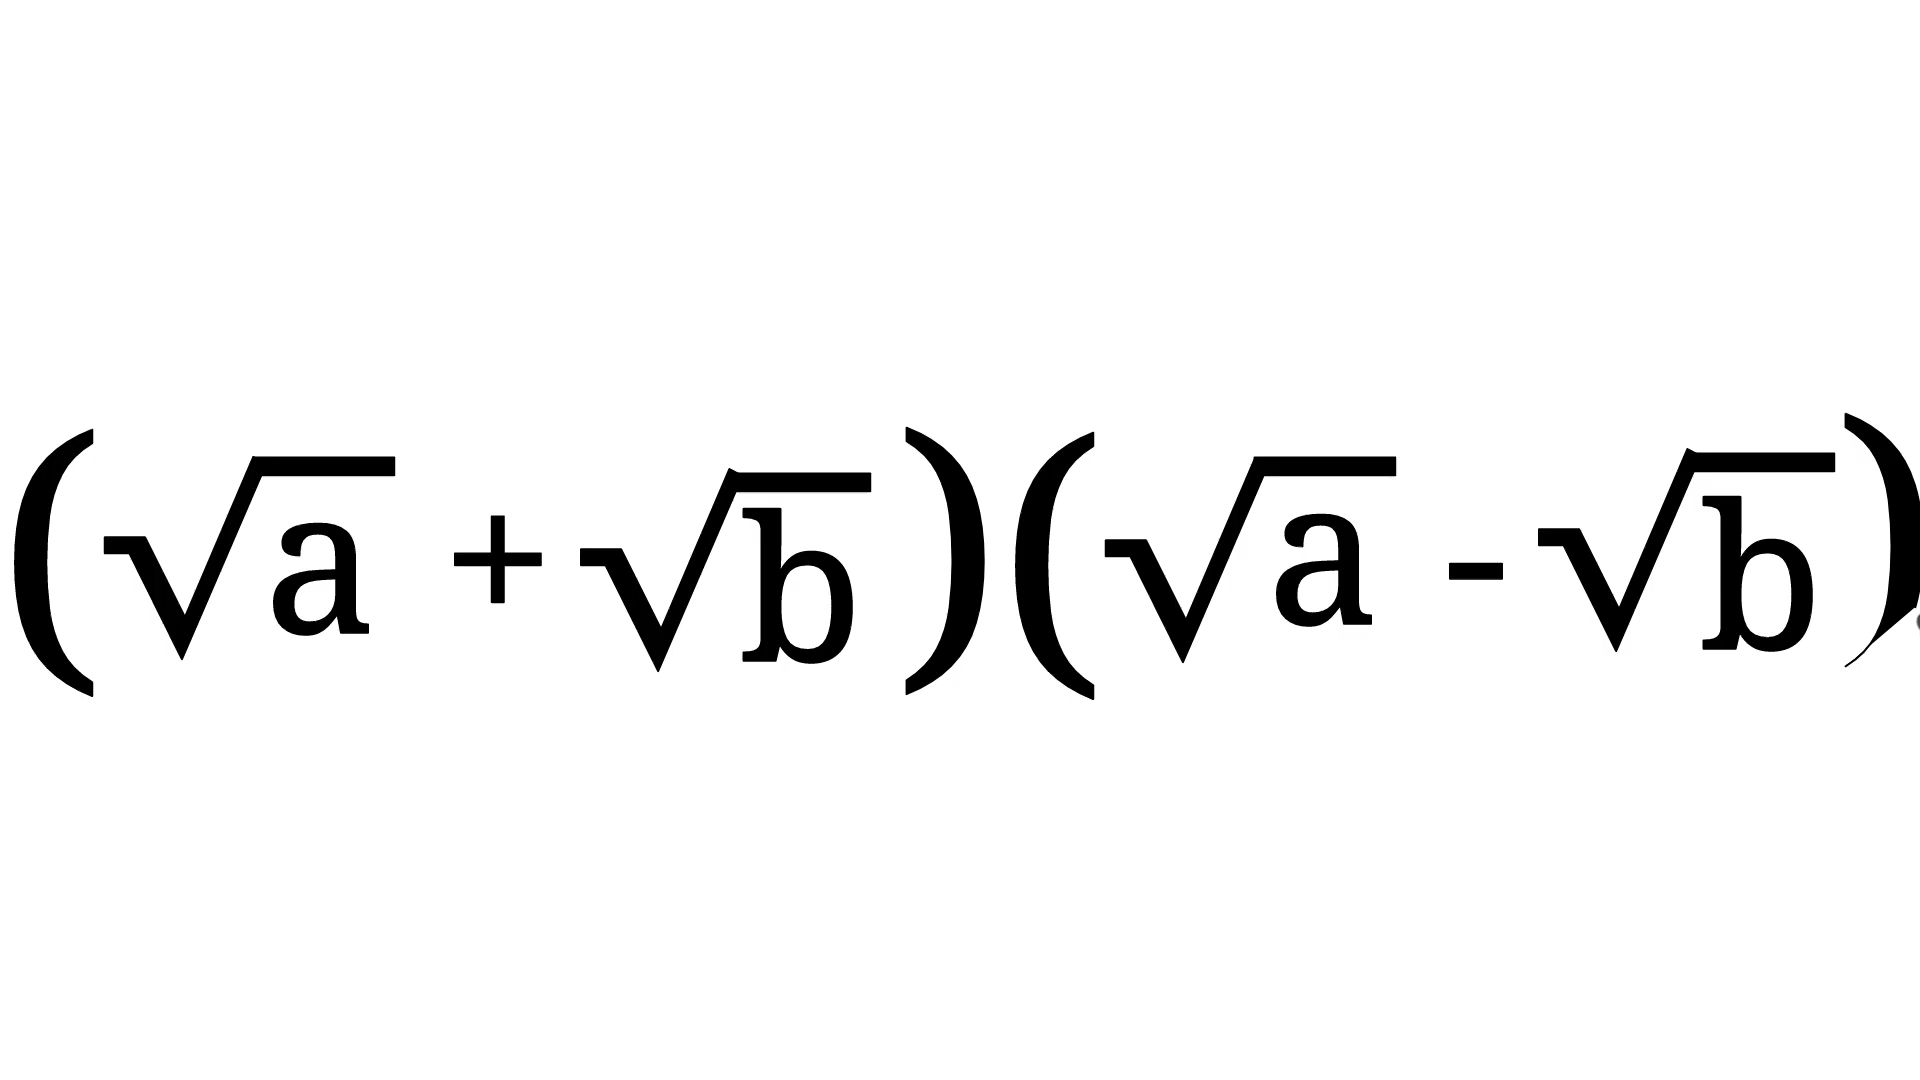 (√a + √b)(√a - √b)